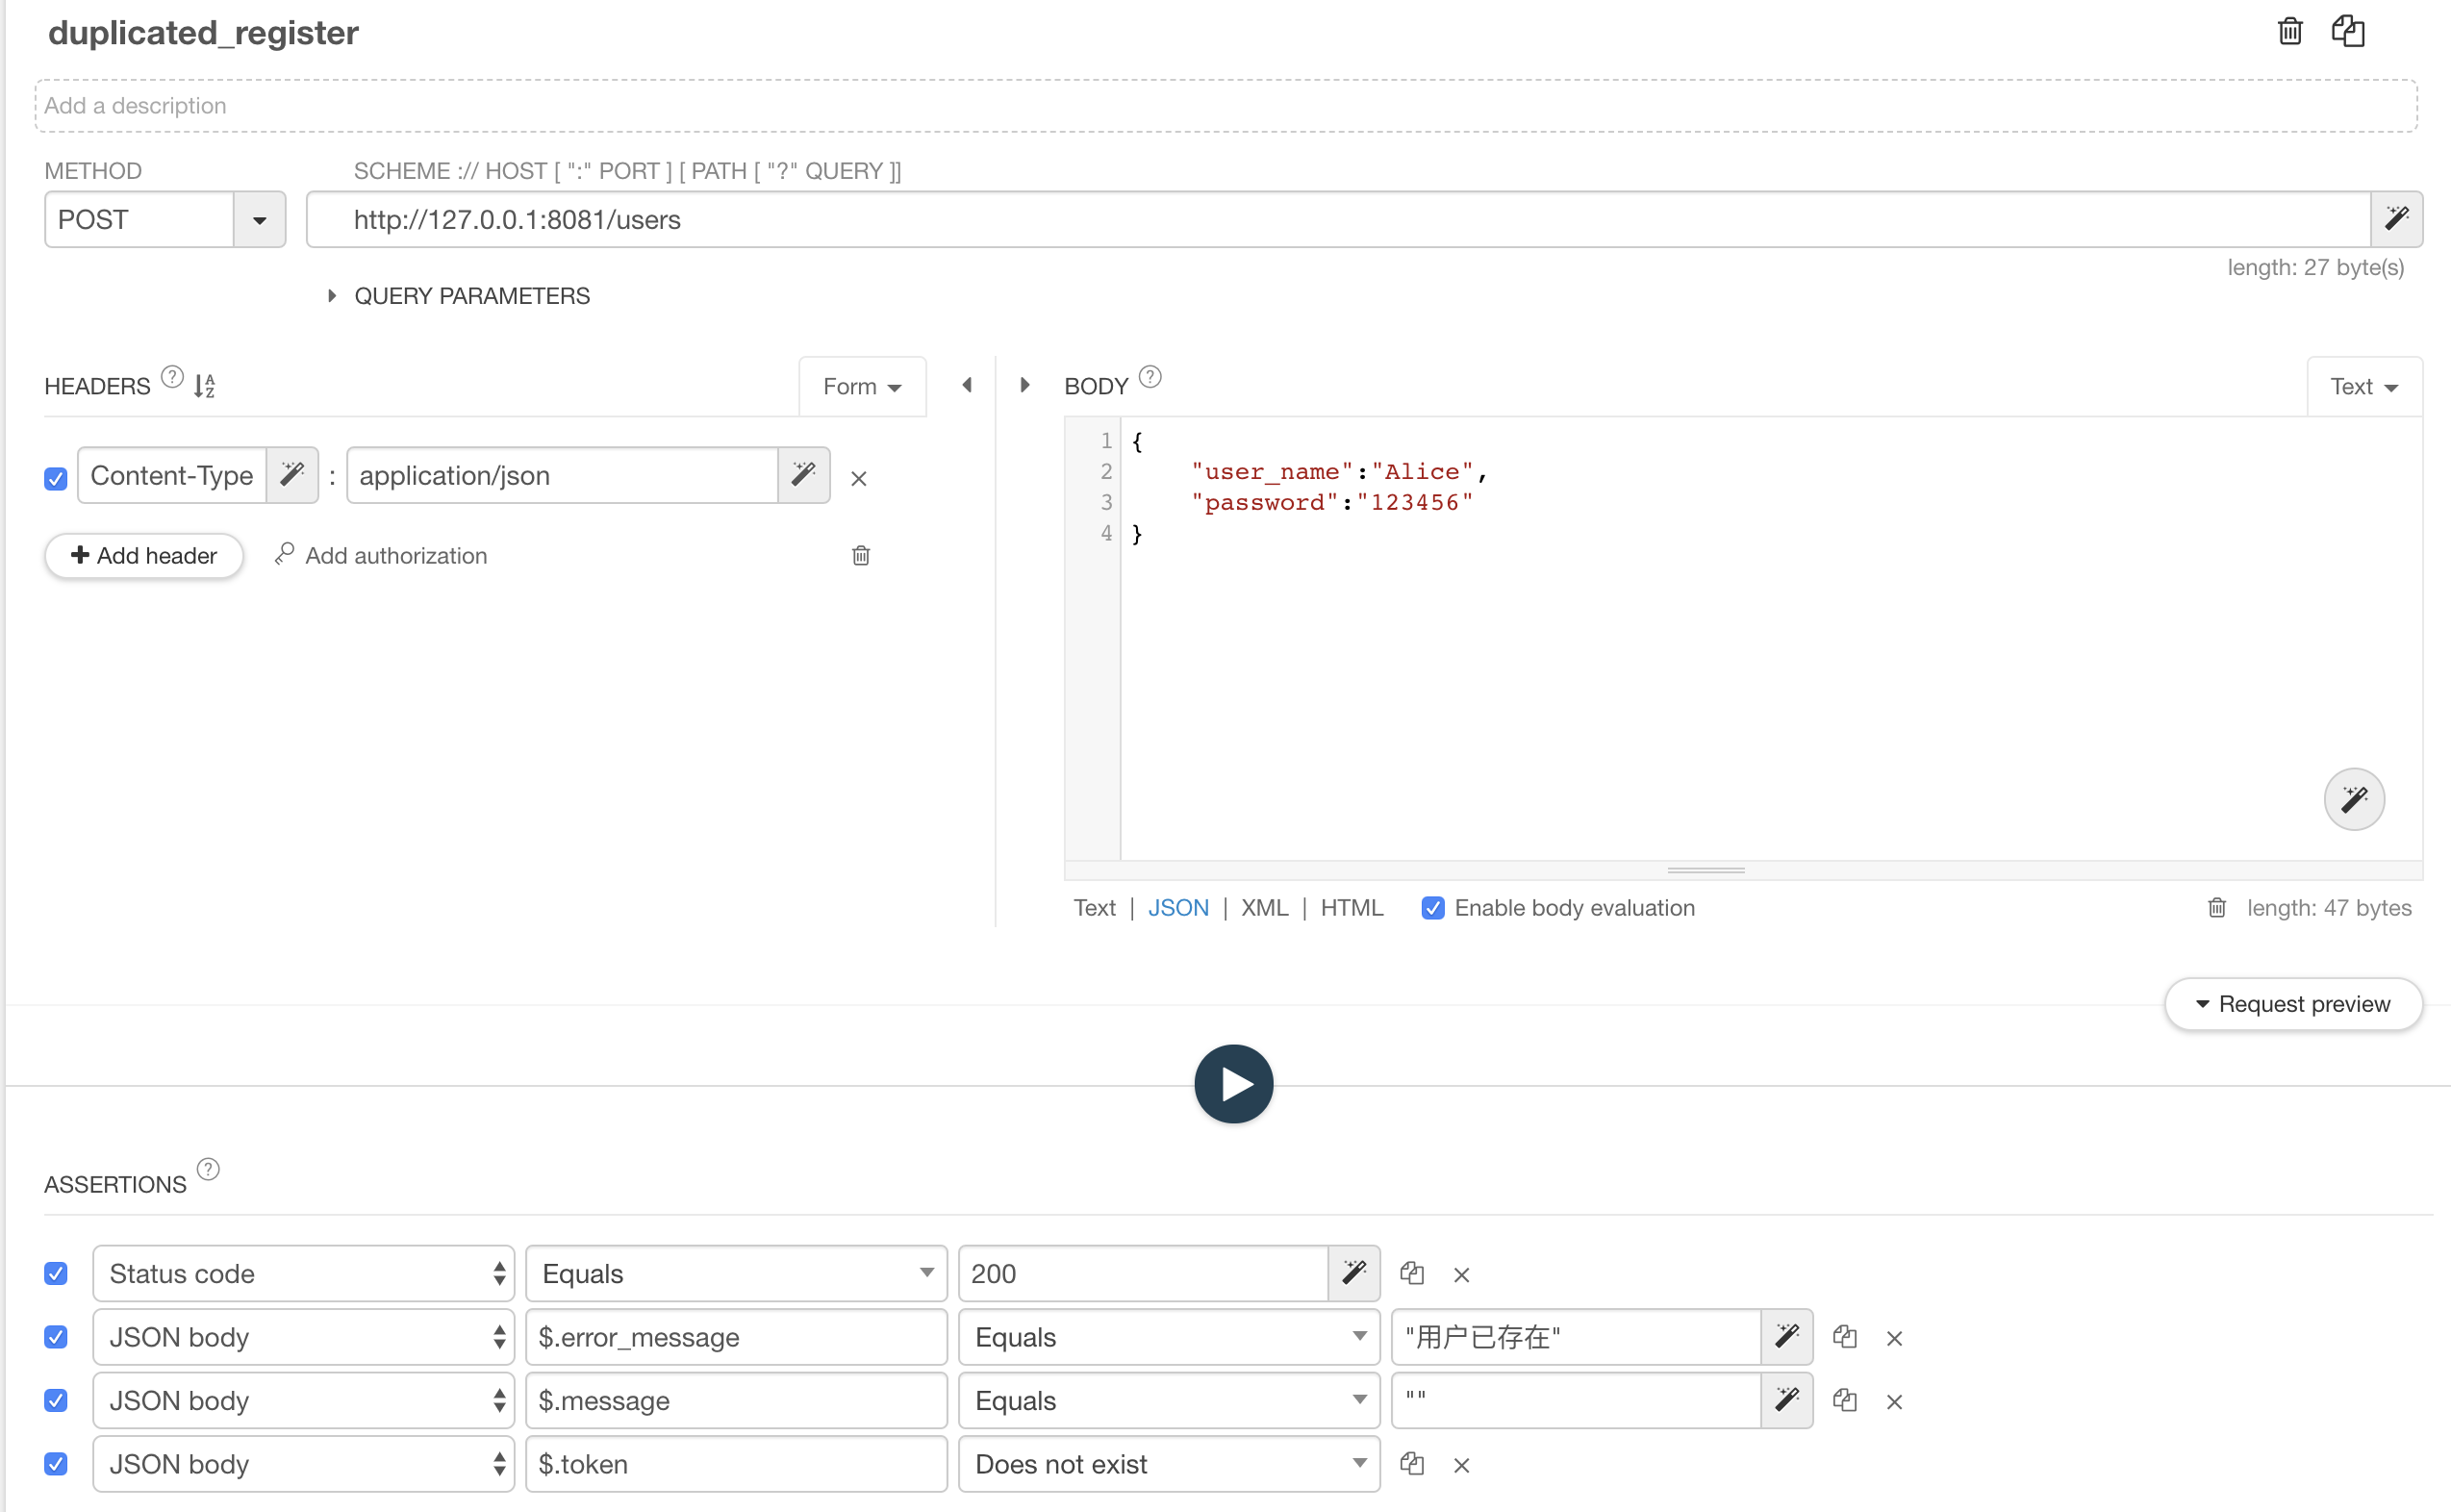 duplicated_register
Add a description
METHOD
SCHEME :// HOST [ ":" PORT ] [ PATH [ "?" QUERY ]]
POST
http://127.0.0.1:8081/users
length: 27 byte(s)
QUERY PARAMETERS
HEADERS ? A Z
Form
BODY ?
Text
Content-Type : application/json
Add header
Add authorization
1 {
2 "user_name":"Alice",
3 "password":"123456"
4 }
Text | JSON | XML | HTML
Enable body evaluation
length: 47 bytes
Request preview
ASSERTIONS ?
Status code Equals 200
JSON body $.error_message Equals "用户已存在"
JSON body $.message Equals ""
JSON body $.token Does not exist